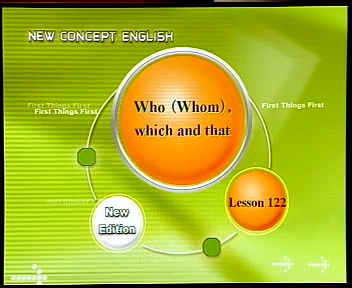 NEW CONCEPT ENGLISH
First Things First
First Things First
First Things First
Who (Whom),
which and that
Lesson 122
New
Edition